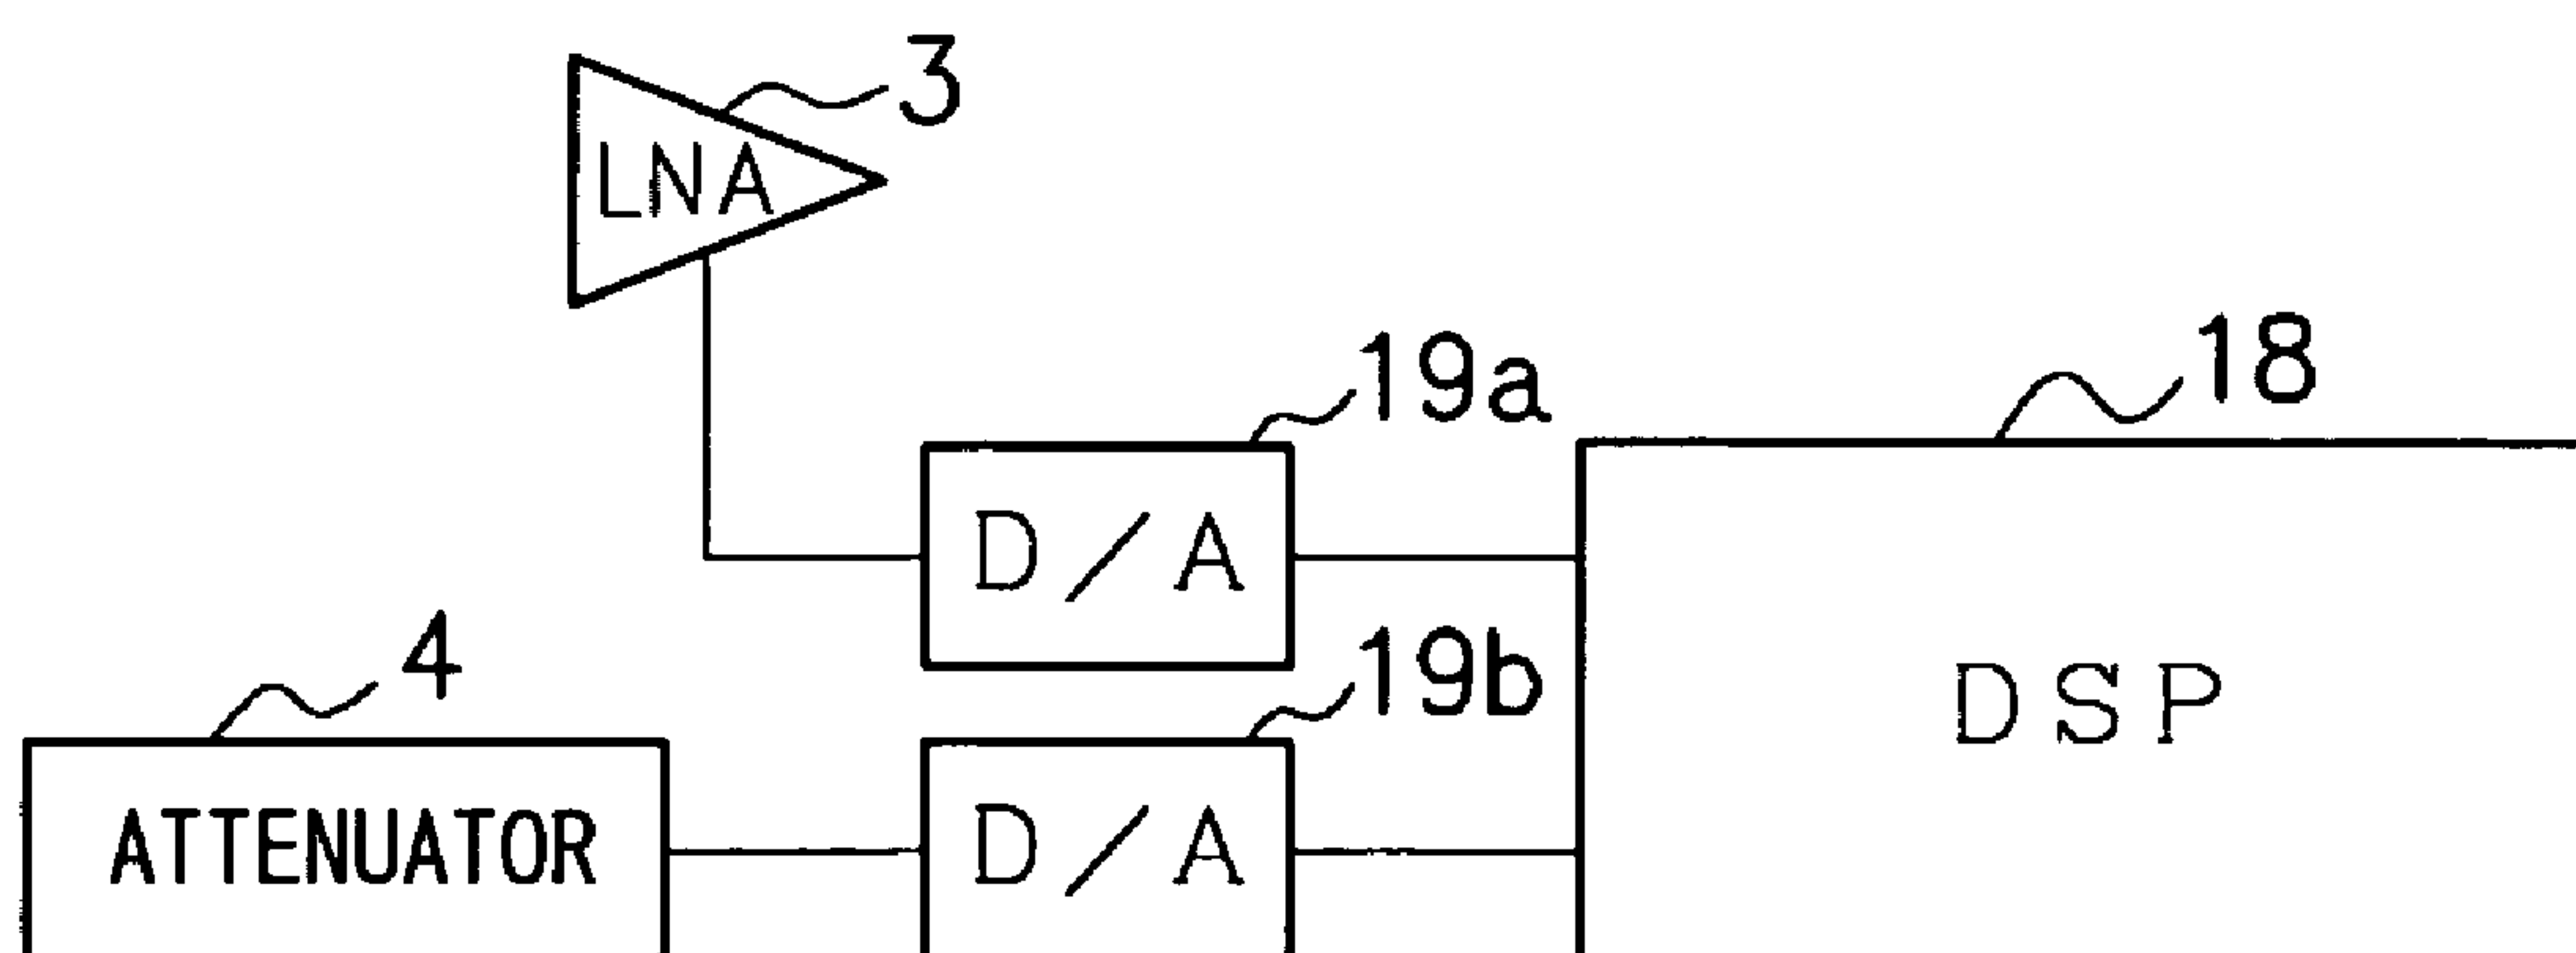 3
LNA
19a
18
D/A
4
19b
DSP
ATTENUATOR
D/A